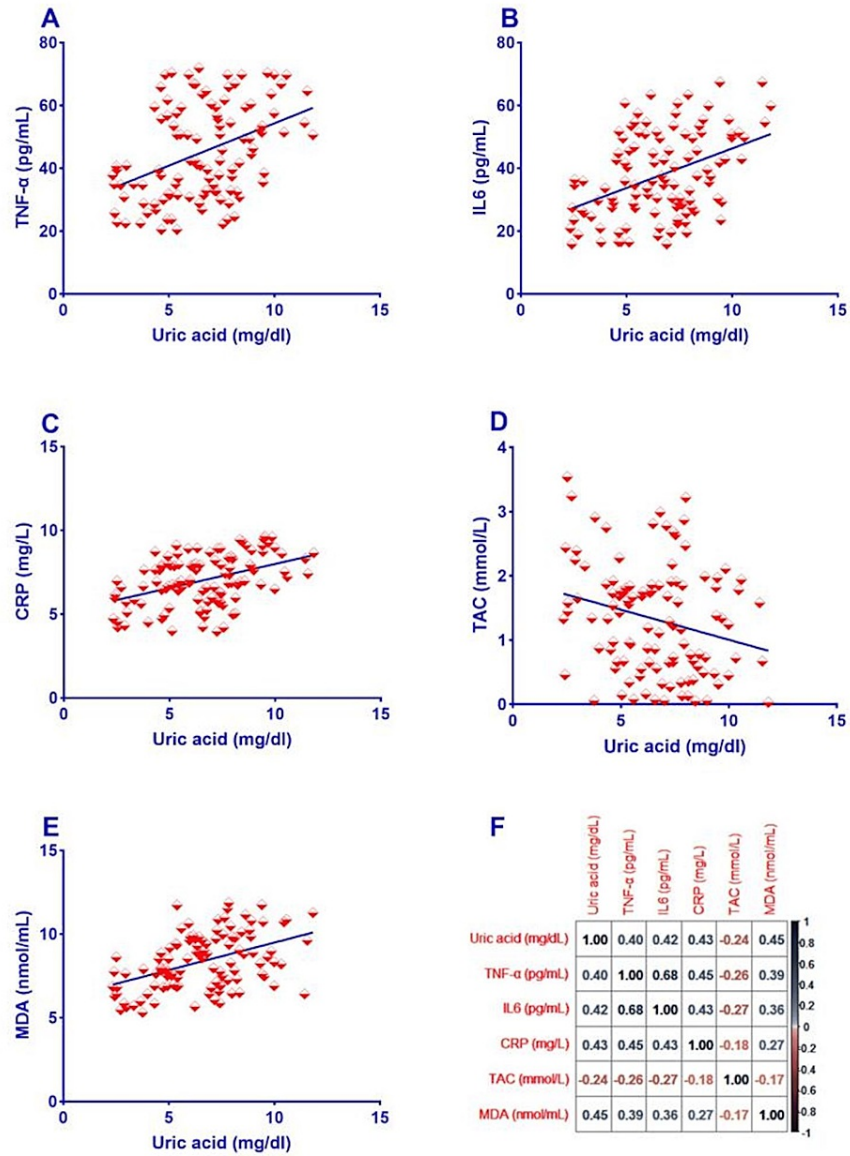 A
TNF-α (pg/mL)
80
60
40
20
0
0 5 10 15
Uric acid (mg/dl)
B
IL6 (pg/mL)
80
60
40
20
0
0 5 10 15
Uric acid (mg/dl)
C
CRP (mg/L)
15
10
5
0
0 5 10 15
Uric acid (mg/dl)
D
TAC (mmol/L)
4
3
2
1
0
0 5 10 15
Uric acid (mg/dl)
E
MDA (nmol/mL)
15
10
5
0
0 5 10 15
Uric acid (mg/dl)
F
Uric acid (mg/dL) TNF-α (pg/mL) IL6 (pg/mL) CRP (mg/L) TAC (mmol/L) MDA (nmol/mL)
Uric acid (mg/dL) 1.00 0.40 0.42 0.43 -0.24 0.45
TNF-α (pg/mL) 0.40 1.00 0.68 0.45 -0.26 0.39
IL6 (pg/mL) 0.42 0.68 1.00 0.43 -0.27 0.36
CRP (mg/L) 0.43 0.45 0.43 1.00 -0.18 0.27
TAC (mmol/L) -0.24 -0.26 -0.27 -0.18 1.00 -0.17
MDA (nmol/mL) 0.45 0.39 0.36 0.27 -0.17 1.00
1
0.8
0.6
0.4
0.2
0
-0.2
-0.4
-0.6
-0.8
-1